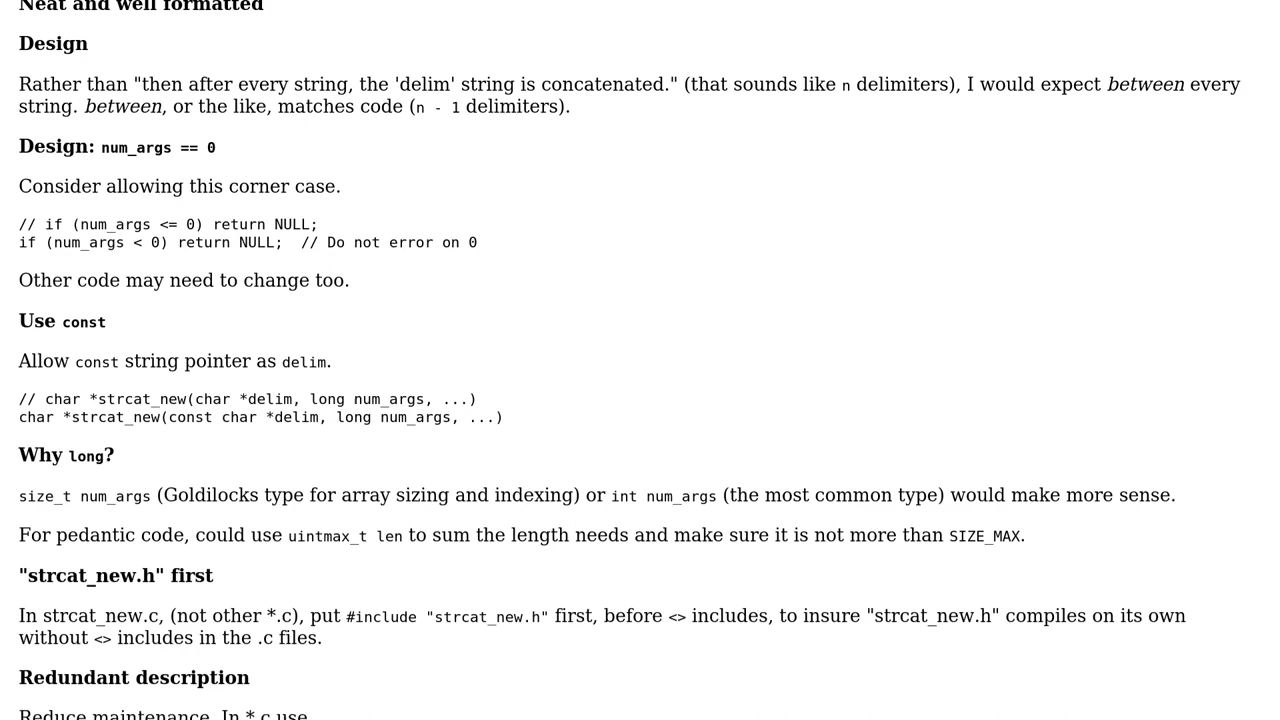 Neat and well formatted
Design
Rather than "then after every string, the 'delim' string is concatenated." (that sounds like n delimiters), I would expect between every
string. between, or the like, matches code (n - 1 delimiters).
Design: num_args == 0
Consider allowing this corner case.
// if (num_args <= 0) return NULL;
if (num_args < 0) return NULL;  // Do not error on 0
Other code may need to change too.
Use const
Allow const string pointer as delim.
// char *strcat_new(char *delim, long num_args, ...)
char *strcat_new(const char *delim, long num_args, ...)
Why long?
size_t num_args (Goldilocks type for array sizing and indexing) or int num_args (the most common type) would make more sense.
For pedantic code, could use uintmax_t len to sum the length needs and make sure it is not more than SIZE_MAX.
"strcat_new.h" first
In strcat_new.c, (not other *.c), put #include "strcat_new.h" first, before <> includes, to insure "strcat_new.h" compiles on its own
without <> includes in the .c files.
Redundant description
Reduce maintenance. In *.c use